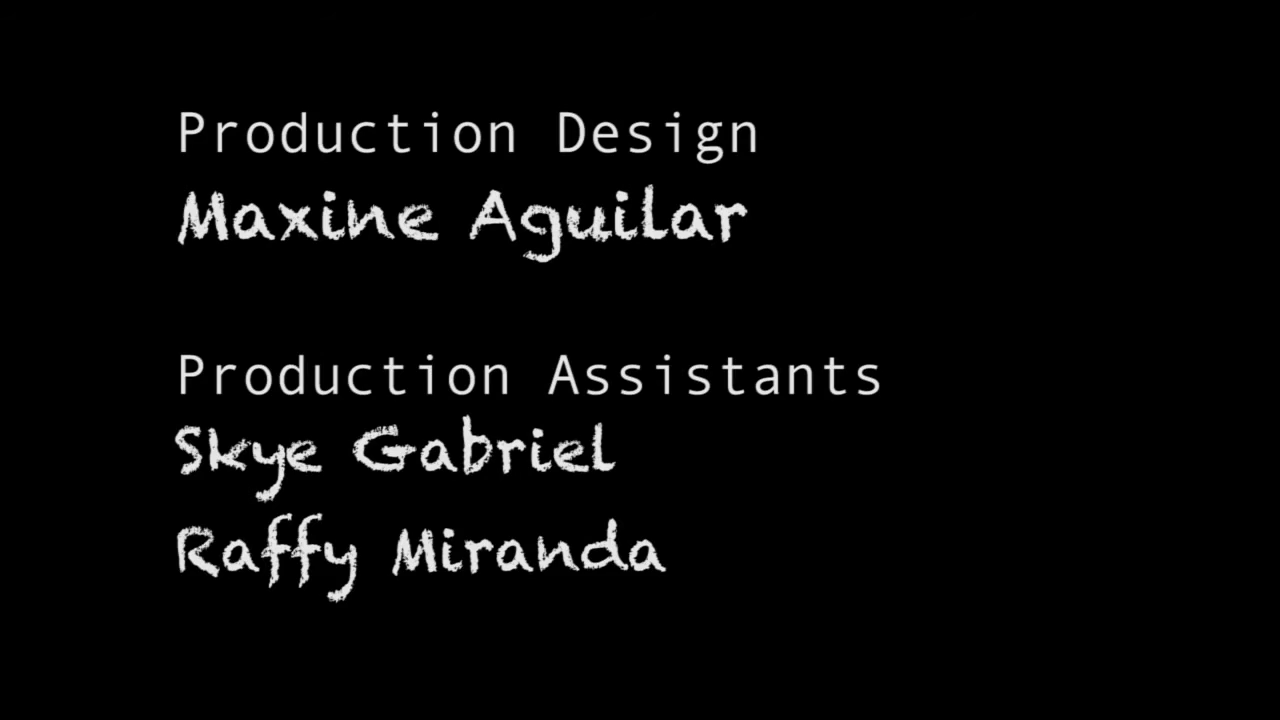 Production Design
Maxine Aguilar
Production Assistants
Skye Gabriel
Raffy Miranda